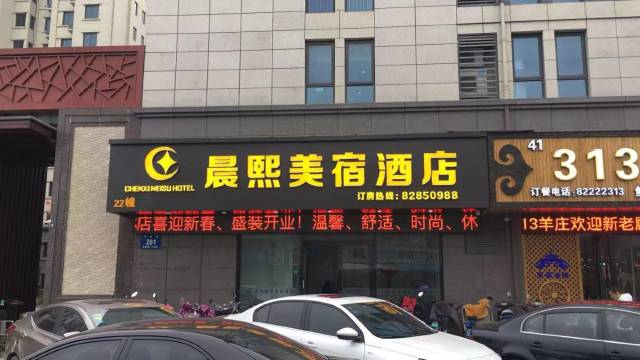 晨熙美宿酒店
CHENXI MEISU HOTEL
订房热线:82850988
22幢
店喜迎新春、盛装开业!温馨、舒适、时尚、休
201
41
313
订餐电话:82222313
13羊庄欢迎新老顾